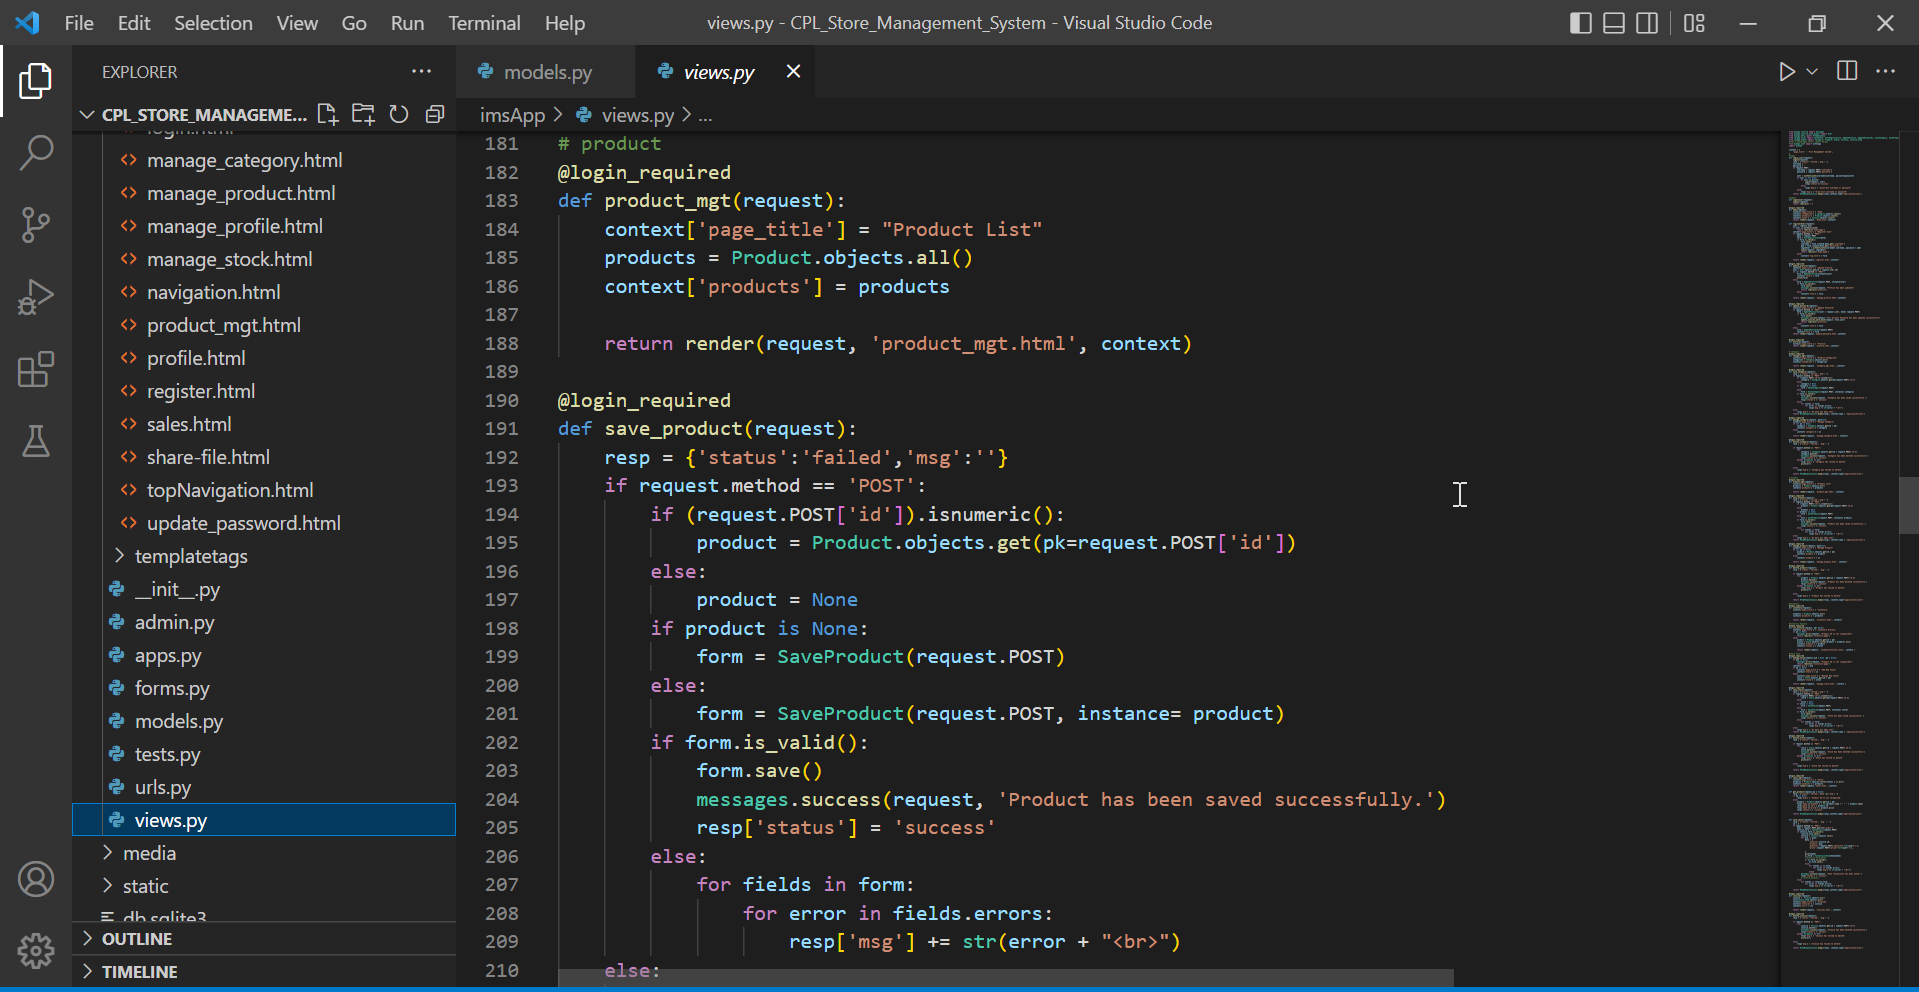 File Edit Selection View Go Run Terminal Help
views.py - CPL_Store_Management_System - Visual Studio Code
EXPLORER
models.py
views.py
CPL_STORE_MANAGEME...
imsApp > views.py > ...
login.html
manage_category.html
manage_product.html
manage_profile.html
manage_stock.html
navigation.html
product_mgt.html
profile.html
register.html
sales.html
share-file.html
topNavigation.html
update_password.html
templatetags
__init__.py
admin.py
apps.py
forms.py
models.py
tests.py
urls.py
views.py
media
static
db.sqlite3
OUTLINE
TIMELINE
181 # product
182 @login_required
183 def product_mgt(request):
184     context['page_title'] = "Product List"
185     products = Product.objects.all()
186     context['products'] = products
187
188     return render(request, 'product_mgt.html', context)
189
190 @login_required
191 def save_product(request):
192     resp = {'status':'failed','msg':''}
193     if request.method == 'POST':
194         if (request.POST['id']).isnumeric():
195             product = Product.objects.get(pk=request.POST['id'])
196         else:
197             product = None
198         if product is None:
199             form = SaveProduct(request.POST)
200         else:
201             form = SaveProduct(request.POST, instance= product)
202         if form.is_valid():
203             form.save()
204             messages.success(request, 'Product has been saved successfully.')
205             resp['status'] = 'success'
206         else:
207             for fields in form:
208                 for error in fields.errors:
209                     resp['msg'] += str(error + "<br>")
210     else: